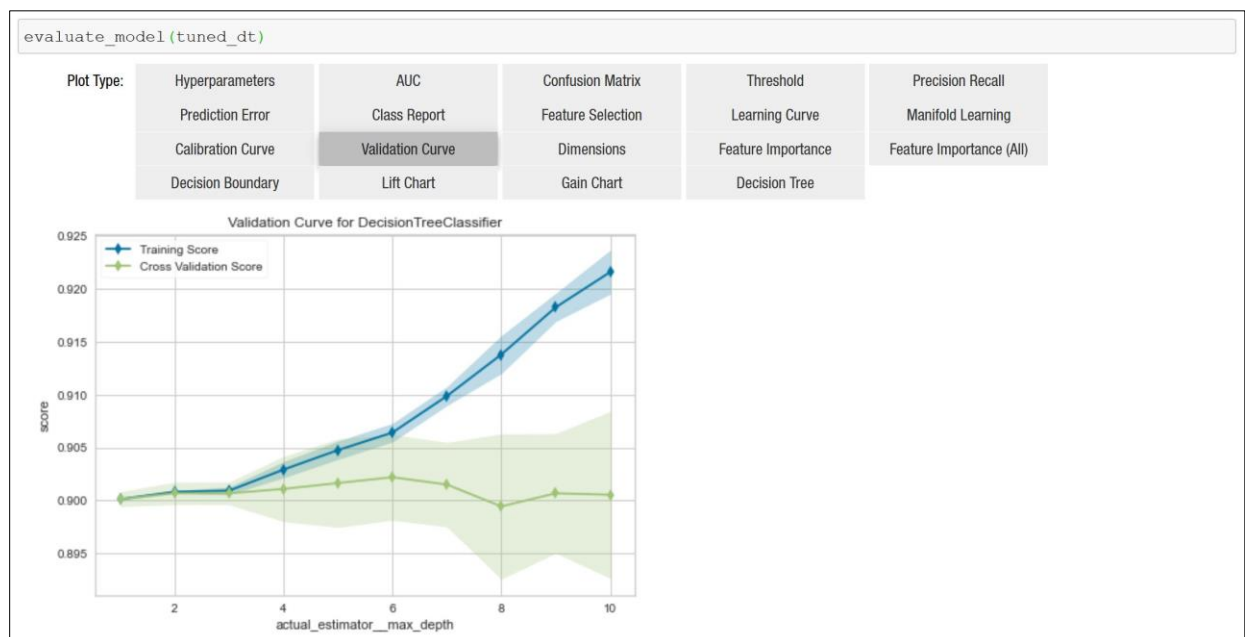 evaluate_model(tuned_dt)
Plot Type: Hyperparameters AUC Confusion Matrix Threshold Precision Recall
Prediction Error Class Report Feature Selection Learning Curve Manifold Learning
Calibration Curve Validation Curve Dimensions Feature Importance Feature Importance (All)
Decision Boundary Lift Chart Gain Chart Decision Tree
Validation Curve for DecisionTreeClassifier
0.925
Training Score
Cross Validation Score
0.920
0.915
0.910
score
0.905
0.900
0.895
2 4 6 8 10
actual_estimator__max_depth